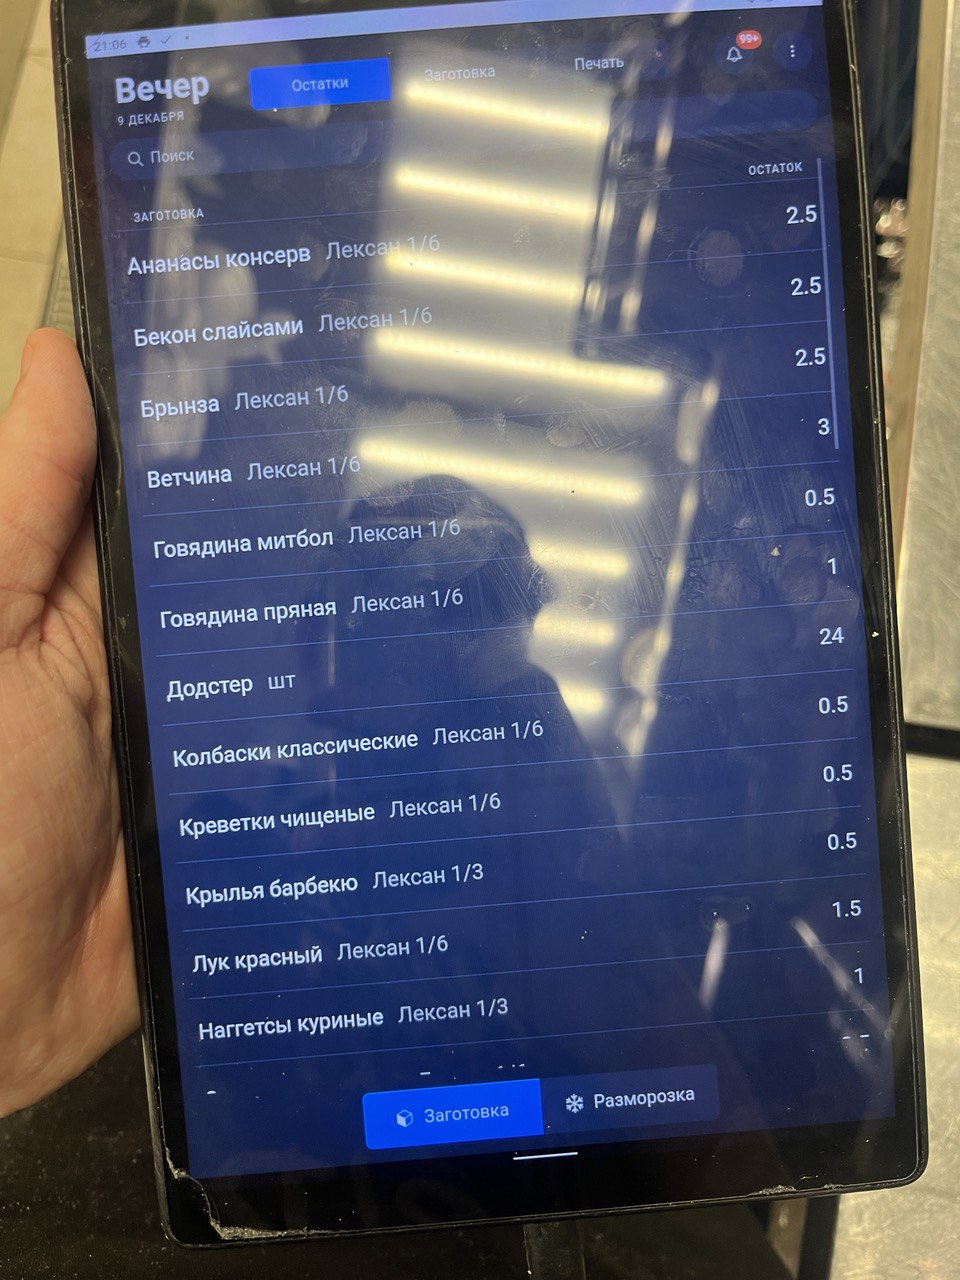 21:06
Вечер
9 ДЕКАБРЯ
Остатки
Заготовка
Печать
99+
Поиск
ЗАГОТОВКА ОСТАТОК
Ананасы консерв Лексан 1/6 2.5
Бекон слайсами Лексан 1/6 2.5
Брынза Лексан 1/6 2.5
Ветчина Лексан 1/6 3
Говядина митбол Лексан 1/6 0.5
Говядина пряная Лексан 1/6 1
Додстер шт 24
Колбаски классические Лексан 1/6 0.5
Креветки чищеные Лексан 1/6 0.5
Крылья барбекю Лексан 1/3 0.5
Лук красный Лексан 1/6 1.5
Наггетсы куриные Лексан 1/3 1
Заготовка Разморозка